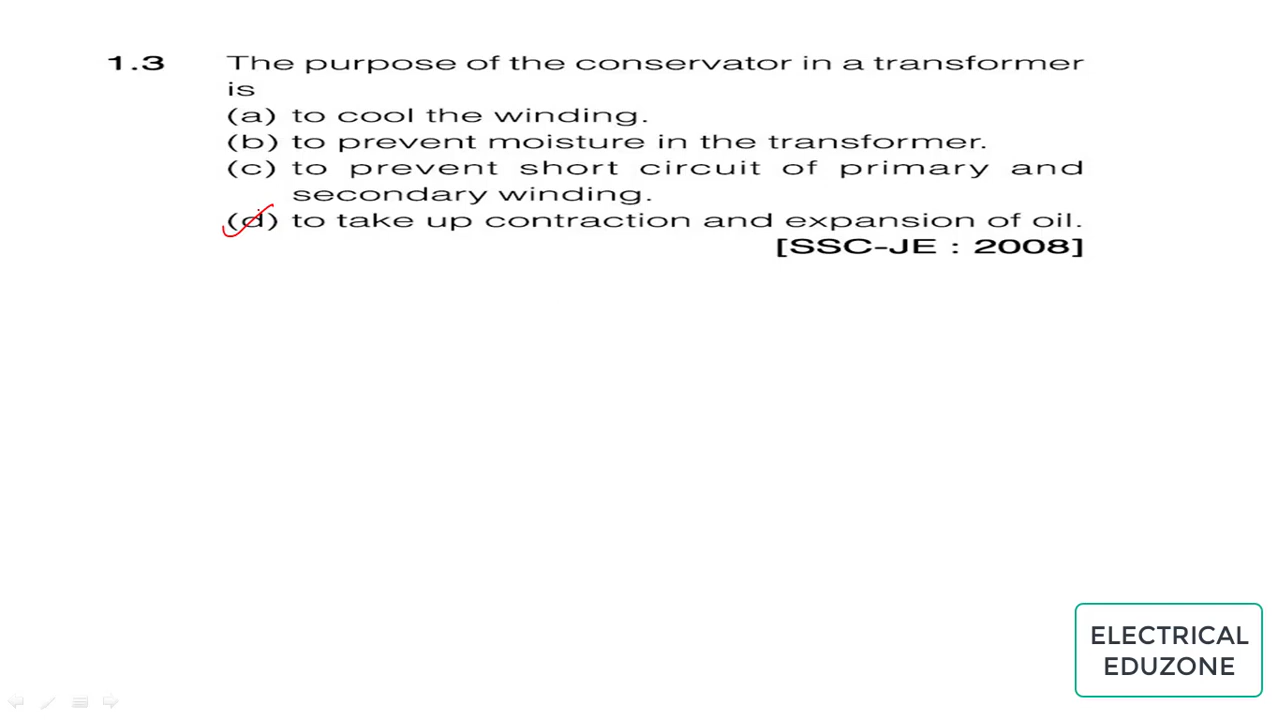 1.3 The purpose of the conservator in a transformer
is
(a) to cool the winding.
(b) to prevent moisture in the transformer.
(c) to prevent short circuit of primary and
secondary winding.
(d) to take up contraction and expansion of oil.
[SSC-JE : 2008]
ELECTRICAL
EDUZONE